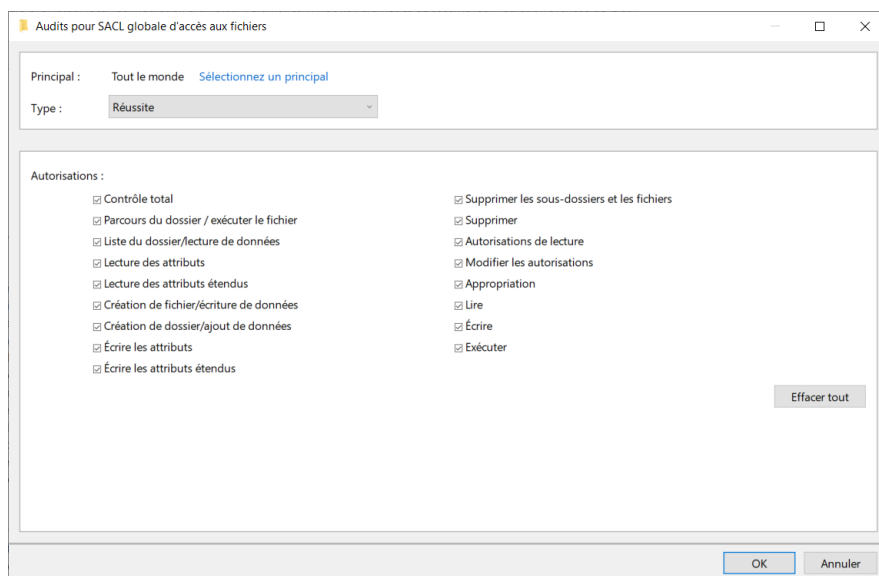 Audits pour SACL globale d'accès aux fichiers
Principal : Tout le monde Sélectionnez un principal
Type : Réussite
Autorisations :
Contrôle total
Parcours du dossier / exécuter le fichier
Liste du dossier/lecture de données
Lecture des attributs
Lecture des attributs étendus
Création de fichier/écriture de données
Création de dossier/ajout de données
Écrire les attributs
Écrire les attributs étendus
Supprimer les sous-dossiers et les fichiers
Supprimer
Autorisations de lecture
Modifier les autorisations
Appropriation
Lire
Écrire
Exécuter
Effacer tout
OK Annuler